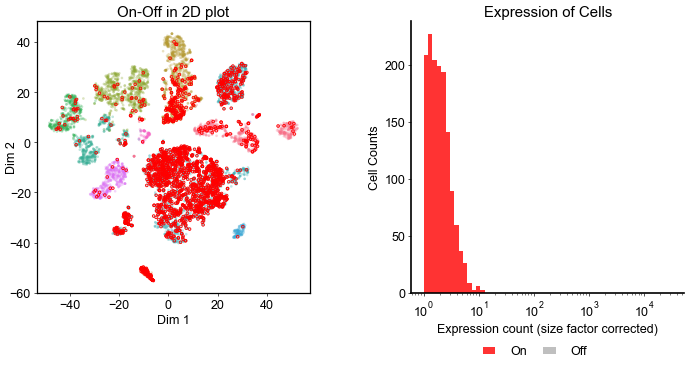 On-Off in 2D plot
40
20
0
−20
−40
−60
Dim 2
−40
−20
0
20
40
Dim 1
Expression of Cells
200
150
100
50
0
Cell Counts
10^0
10^1
10^2
10^3
10^4
Expression count (size factor corrected)
On
Off